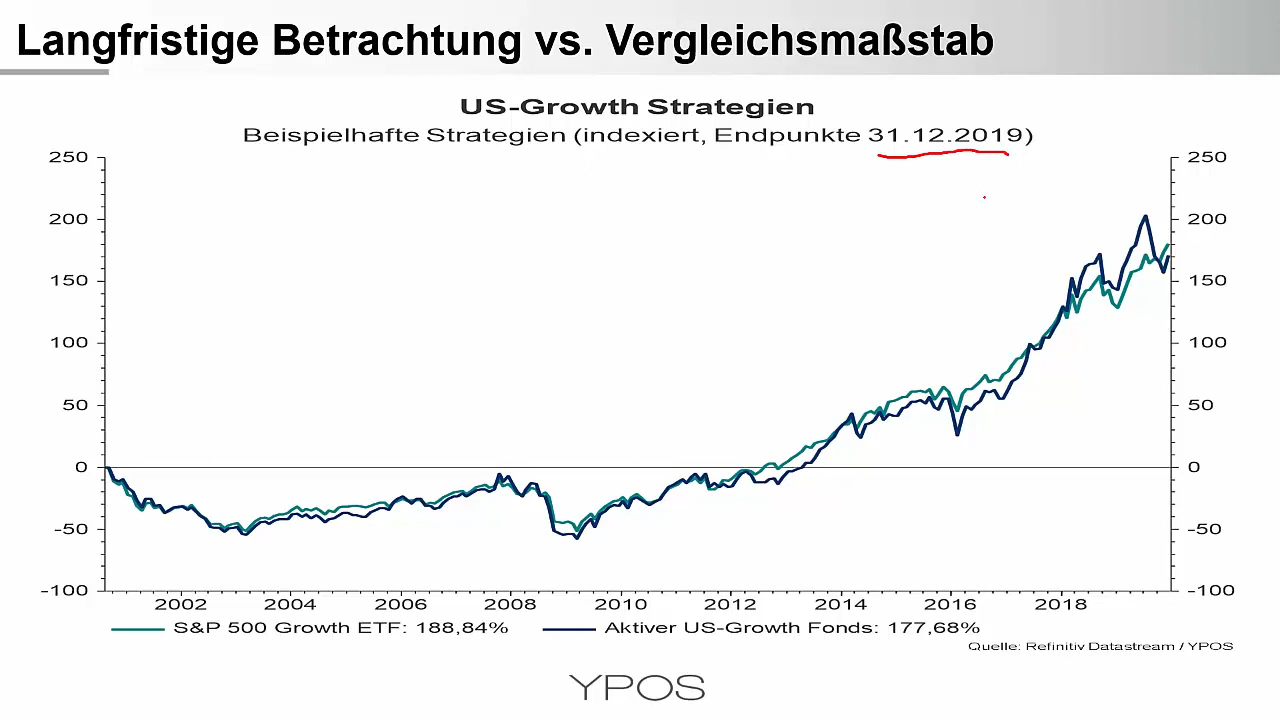 Langfristige Betrachtung vs. Vergleichsmaßstab
US-Growth Strategien
Beispielhafte Strategien (indexiert, Endpunkte 31.12.2019)
250 250
200 200
150 150
100 100
50 50
0 0
-50 -50
-100 -100
2002 2004 2006 2008 2010 2012 2014 2016 2018
S&P 500 Growth ETF: 188,84% Aktiver US-Growth Fonds: 177,68%
Quelle: Refinitiv Datastream / YPOS
YPOS